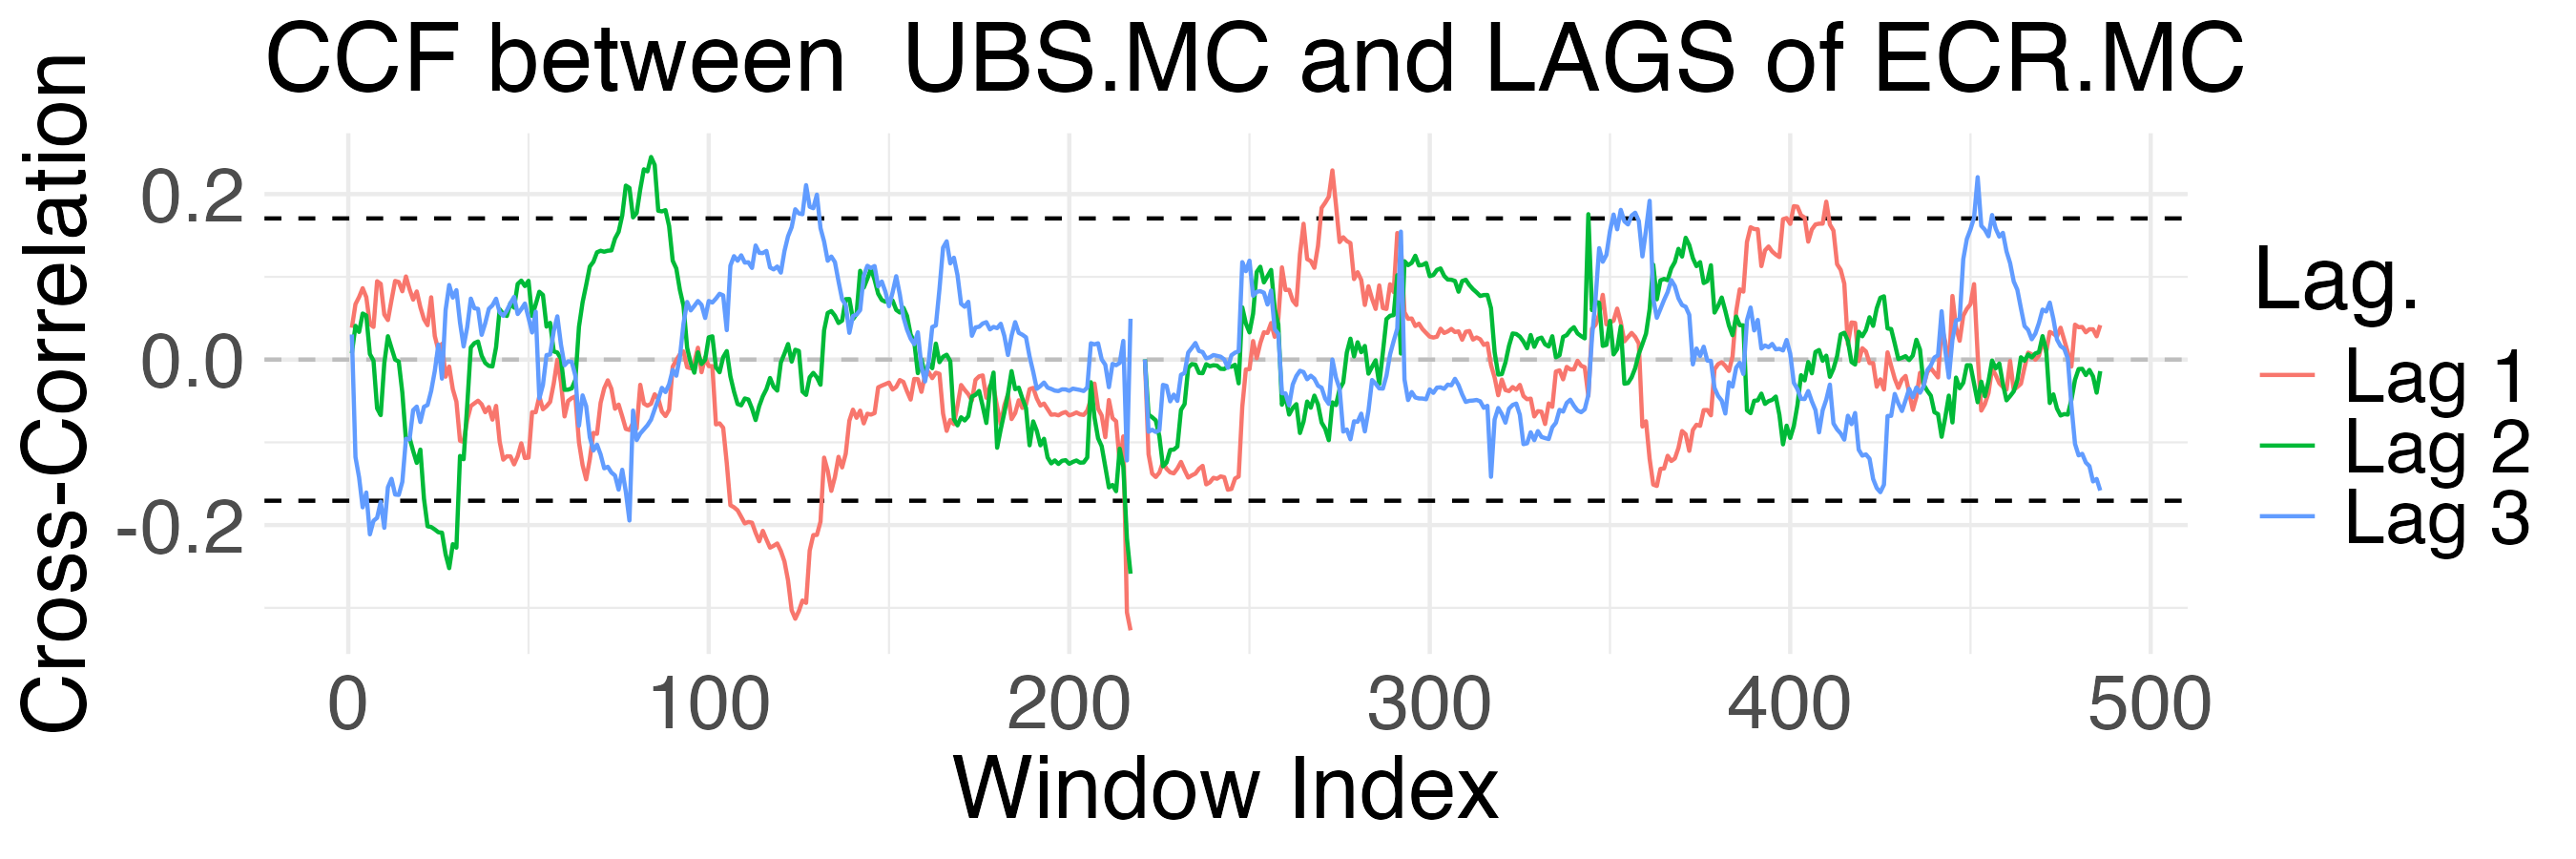 CCF between  UBS.MC and LAGS of ECR.MC
Cross-Correlation
0.2
0.0
-0.2
0 100 200 300 400 500
Window Index
Lag.
Lag 1
Lag 2
Lag 3